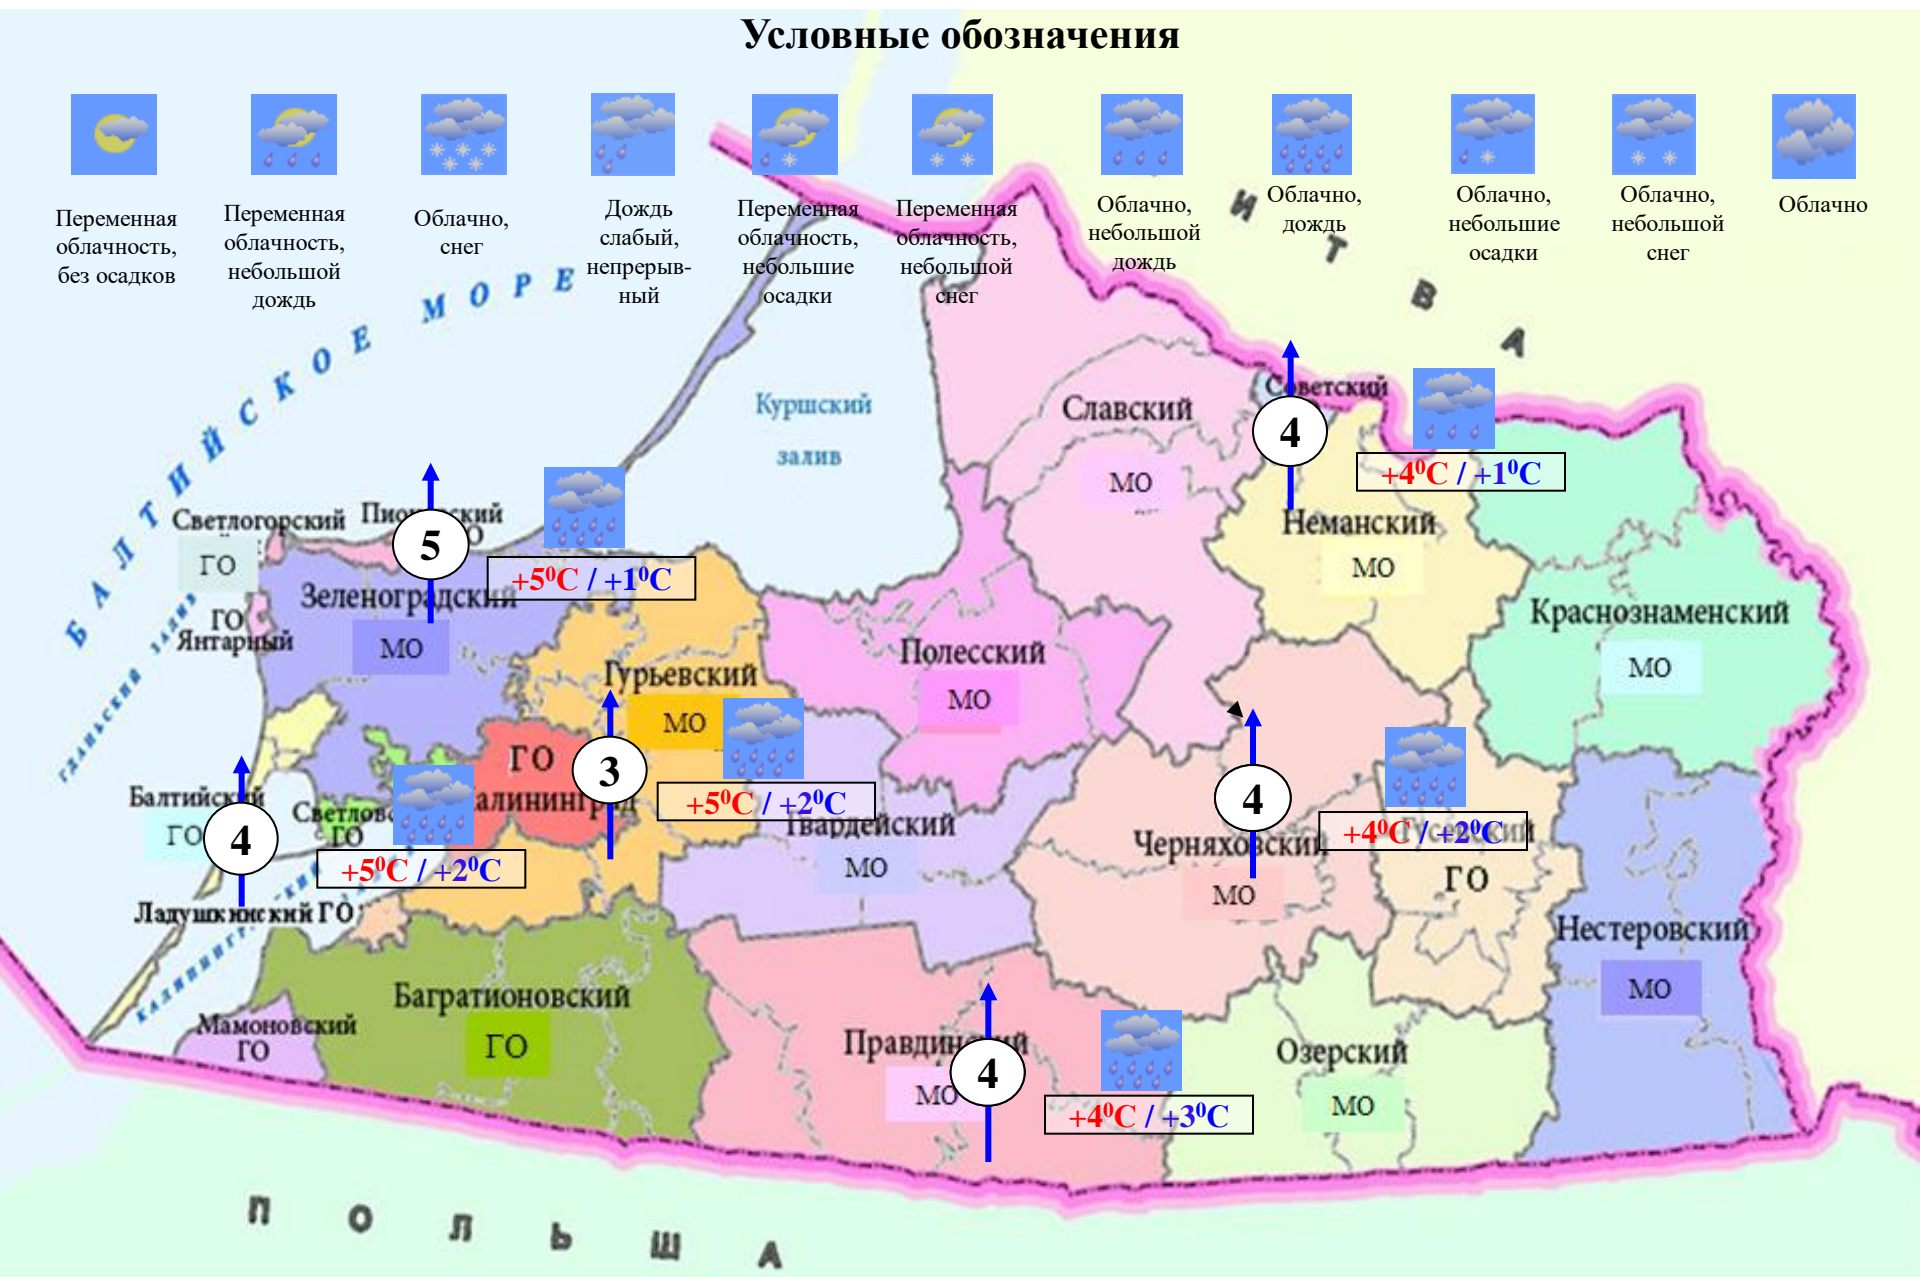 Условные обозначения
Переменная
облачность,
без осадков
Переменная
облачность,
небольшой
дождь
Облачно,
снег
Дождь
слабый,
непрерыв-
ный
Переменная
облачность,
небольшие
осадки
Переменная
облачность,
небольшой
снег
Облачно,
небольшой
дождь
Облачно,
дождь
Облачно,
небольшие
осадки
Облачно,
небольшой
снег
Облачно
И Т В А
БАЛТИЙСКОЕ МОРЕ
Куршский
залив
Славский
МО
Советский
4
+4⁰С / +1⁰С
Неманский
МО
Светлогорский
ГО
5
+5⁰С / +1⁰С
Зеленоградский
МО
ГО
Янтарный
Краснознаменский
МО
Полесский
МО
Гурьевский
МО
ГО
3
+5⁰С / +2⁰С
Балтийский
ГО
4
ГО
+5⁰С / +2⁰С
Гвардейский
МО
Черняховский
МО
4
+4⁰С / +2⁰С
ГО
Ладушкинский ГО
Нестеровский
МО
Багратионовский
ГО
Мамоновский
ГО
Правдинский
МО
4
+4⁰С / +3⁰С
Озерский
МО
ПОЛЬША